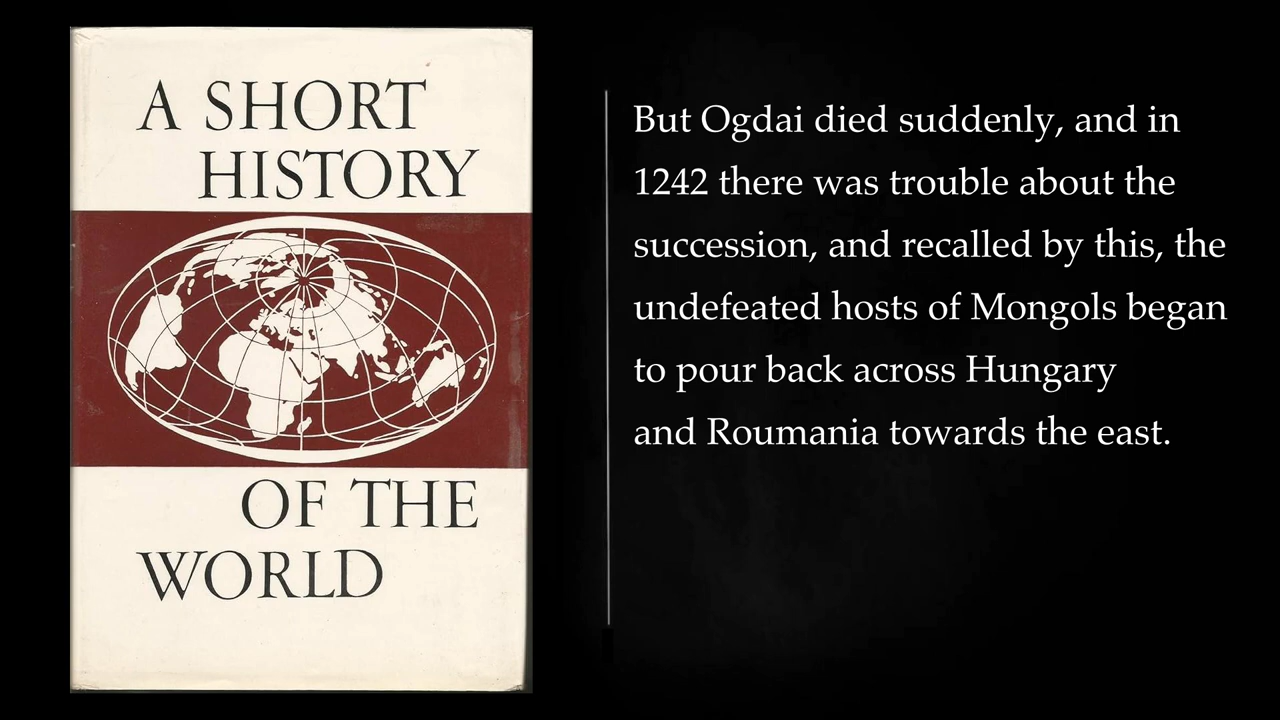 A SHORT
HISTORY
OF THE
WORLD
But Ogdai died suddenly, and in
1242 there was trouble about the
succession, and recalled by this, the
undefeated hosts of Mongols began
to pour back across Hungary
and Roumania towards the east.